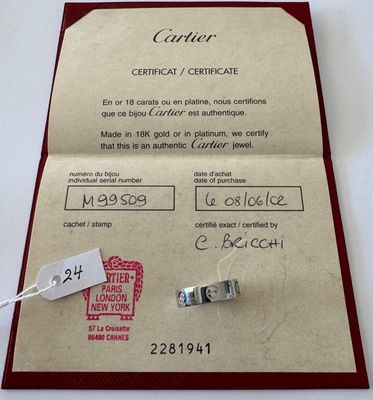 Cartier
CERTIFICAT / CERTIFICATE
En or 18 carats ou en platine, nous certifions
que ce bijou Cartier est authentique.
Made in 18K gold or in platinum, we certify
that this is an authentic Cartier jewel.
numéro du bijou
individual serial number
date d'achat
date of purchase
M99509
le 08/06/02
cachet / stamp
certifié exact / certified by
C. BRICCHI
24
CARTIER
PARIS
LONDON
NEW YORK
57 La Croisette
06400 CANNES
2281941